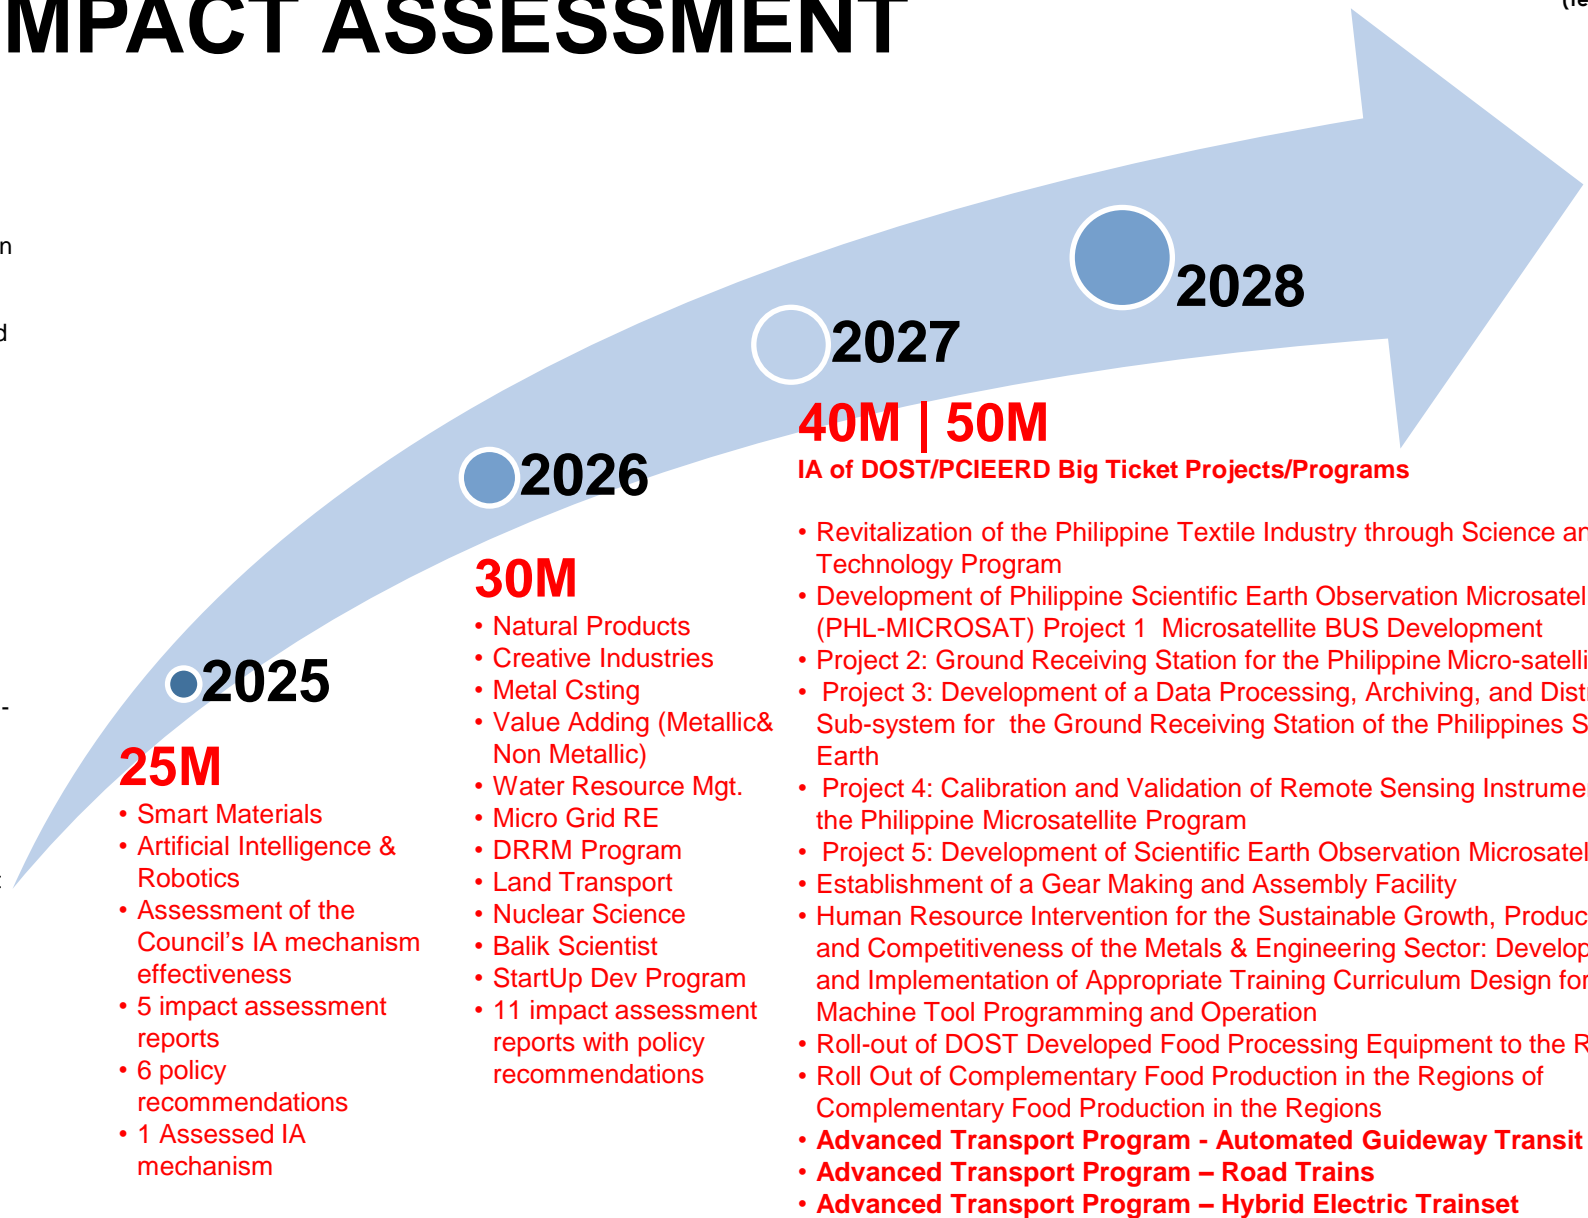 MPACT ASSESSMENT
2025
25M
• Smart Materials
• Artificial Intelligence &
Robotics
• Assessment of the
Council’s IA mechanism
effectiveness
• 5 impact assessment
reports
• 6 policy
recommendations
• 1 Assessed IA
mechanism
2026
30M
• Natural Products
• Creative Industries
• Metal Csting
• Value Adding (Metallic&
Non Metallic)
• Water Resource Mgt.
• Micro Grid RE
• DRRM Program
• Land Transport
• Nuclear Science
• Balik Scientist
• StartUp Dev Program
• 11 impact assessment
reports with policy
recommendations
2027
2028
40M | 50M
IA of DOST/PCIEERD Big Ticket Projects/Programs
• Revitalization of the Philippine Textile Industry through Science an
Technology Program
• Development of Philippine Scientific Earth Observation Microsatel
(PHL-MICROSAT) Project 1 Microsatellite BUS Development
• Project 2: Ground Receiving Station for the Philippine Micro-satelli
• Project 3: Development of a Data Processing, Archiving, and Dist
Sub-system for the Ground Receiving Station of the Philippines S
Earth
• Project 4: Calibration and Validation of Remote Sensing Instrume
the Philippine Microsatellite Program
• Project 5: Development of Scientific Earth Observation Microsatel
• Establishment of a Gear Making and Assembly Facility
• Human Resource Intervention for the Sustainable Growth, Produc
and Competitiveness of the Metals & Engineering Sector: Develop
and Implementation of Appropriate Training Curriculum Design for
Machine Tool Programming and Operation
• Roll-out of DOST Developed Food Processing Equipment to the R
• Roll Out of Complementary Food Production in the Regions of
Complementary Food Production in the Regions
• Advanced Transport Program - Automated Guideway Transit
• Advanced Transport Program – Road Trains
• Advanced Transport Program – Hybrid Electric Trainset